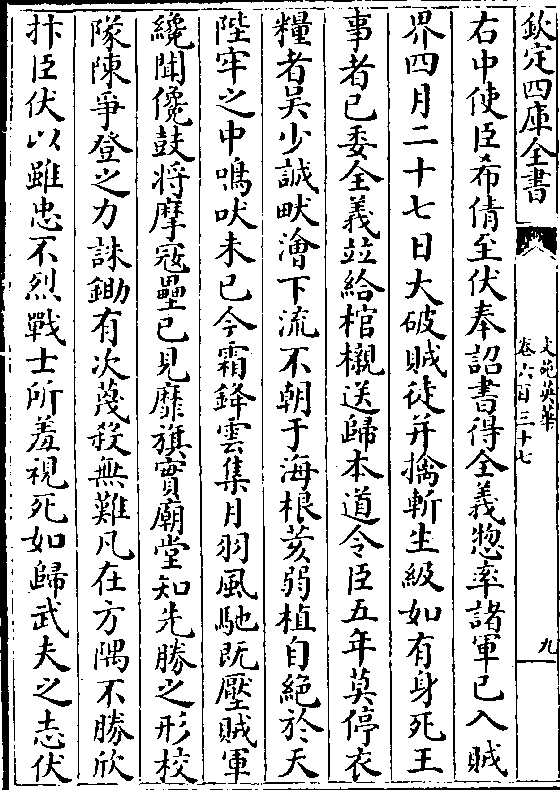 欽定四庫全書
文苑英華
卷六百三十七
九
右中使臣希倩至伏奉詔書得全義惣率諸軍已入賊
界四月二十七日大破賊徒并擒斬生級如有身死王
事者已委全義並給棺櫬送歸本道令臣五年莫停衣
糧者吴少誠畎澮下流不朝于海根荄弱植自絶於天
陛牢之中鳴吠未已今霜鋒雲集月羽風馳既壓賊軍
纔聞儳鼓将摩寇壘已見靡旗實廟堂知先勝之形校
隊陳爭登之力誅鋤有次蔑殺無難凡在方隅不勝欣
抃臣伏以雖忠不烈戰士所羞視死如歸武夫之志伏